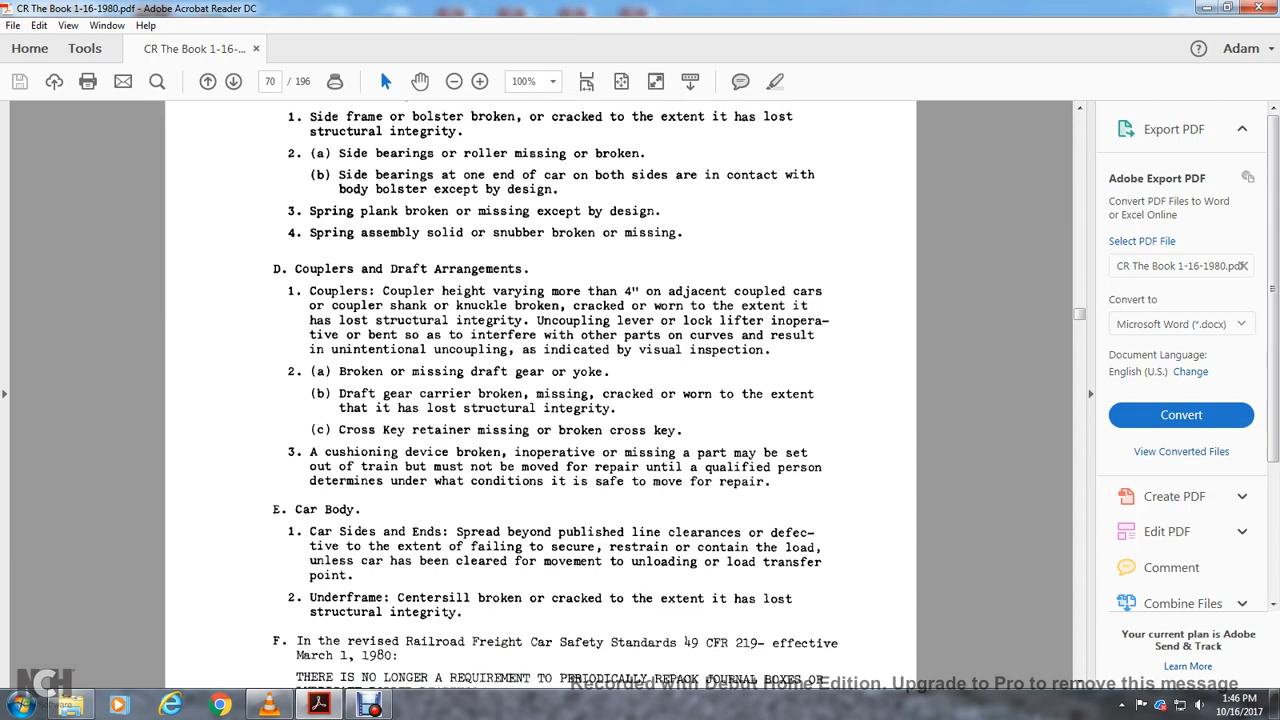 CR The Book 1-16-1980.pdf - Adobe Acrobat Reader DC
File Edit View Window Help
Home Tools CR The Book 1-16-... × Adam
70 / 196 100%
1. Side frame or bolster broken, or cracked to the extent it has lost
structural integrity.
2. (a) Side bearings or roller missing or broken.
(b) Side bearings at one end of car on both sides are in contact with
body bolster except by design.
3. Spring plank broken or missing except by design.
4. Spring assembly solid or snubber broken or missing.
D. Couplers and Draft Arrangements.
1. Couplers: Coupler height varying more than 4" on adjacent coupled cars
or coupler shank or knuckle broken, cracked or worn to the extent it
has lost structural integrity. Uncoupling lever or lock lifter inopera-
tive or bent so as to interfere with other parts on curves and result
in unintentional uncoupling, as indicated by visual inspection.
2. (a) Broken or missing draft gear or yoke.
(b) Draft gear carrier broken, missing, cracked or worn to the extent
that it has lost structural integrity.
(c) Cross Key retainer missing or broken cross key.
3. A cushioning device broken, inoperative or missing a part may be set
out of train but must not be moved for repair until a qualified person
determines under what conditions it is safe to move for repair.
E. Car Body.
1. Car Sides and Ends: Spread beyond published line clearances or defec-
tive to the extent of failing to secure, restrain or contain the load,
unless car has been cleared for movement to unloading or load transfer
point.
2. Underframe: Centersill broken or cracked to the extent it has lost
structural integrity.
F. In the revised Railroad Freight Car Safety Standards 49 CFR 219- effective
March 1, 1980:
THERE IS NO LONGER A REQUIREMENT TO PERIODICALLY REPACK JOURNAL BOXES OR
Export PDF
Adobe Export PDF
Convert PDF Files to Word
or Excel Online
Select PDF File
CR The Book 1-16-1980.pdf
Convert to
Microsoft Word (*.docx)
Document Language:
English (U.S.) Change
Convert
View Converted Files
Create PDF
Edit PDF
Comment
Combine Files
Your current plan is Adobe
Send & Track
Learn More
NCH
Software
Recorded with Debut Home Edition. Upgrade to Pro to remove this message
1:46 PM
10/16/2017